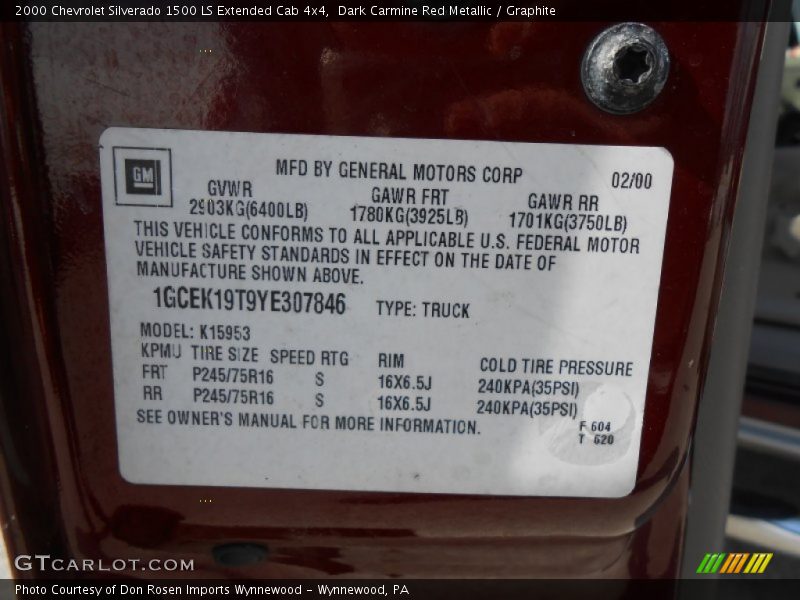 2000 Chevrolet Silverado 1500 LS Extended Cab 4x4, Dark Carmine Red Metallic / Graphite
GM
MFD BY GENERAL MOTORS CORP 02/00
GVWR GAWR FRT GAWR RR
2903KG(6400LB) 1780KG(3925LB) 1701KG(3750LB)
THIS VEHICLE CONFORMS TO ALL APPLICABLE U.S. FEDERAL MOTOR
VEHICLE SAFETY STANDARDS IN EFFECT ON THE DATE OF
MANUFACTURE SHOWN ABOVE.
1GCEK19T9YE307846 TYPE: TRUCK
MODEL: K15953
KPMU TIRE SIZE SPEED RTG RIM COLD TIRE PRESSURE
FRT P245/75R16 S 16X6.5J 240KPA(35PSI)
RR P245/75R16 S 16X6.5J 240KPA(35PSI)
SEE OWNER'S MANUAL FOR MORE INFORMATION.
F 604
T 620
GTCARLOT.COM
Photo Courtesy of Don Rosen Imports Wynnewood - Wynnewood, PA